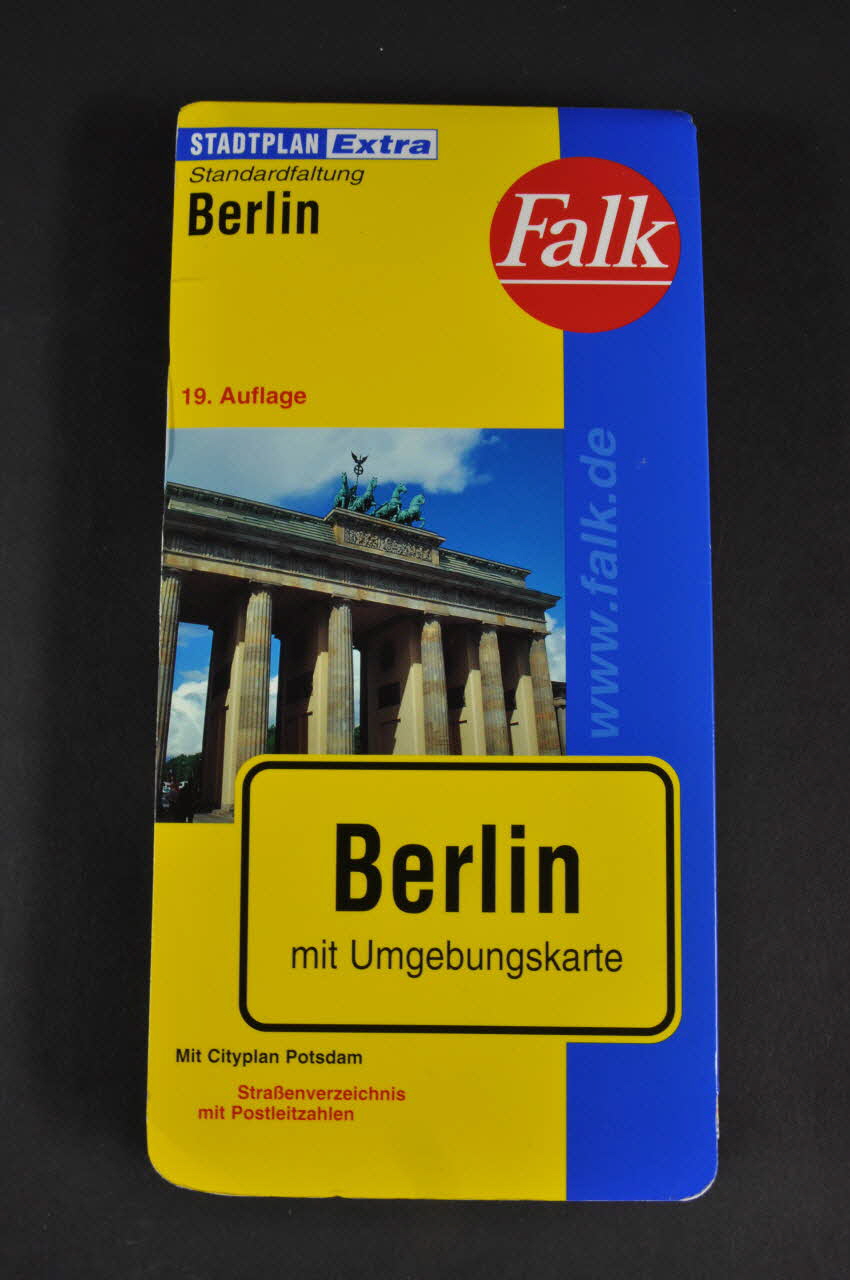 STADTPLAN Extra
Standardfaltung
Berlin
Falk
19. Auflage
www.falk.de
Berlin
mit Umgebungskarte
Mit Cityplan Potsdam
Straßenverzeichnis
mit Postleitzahlen